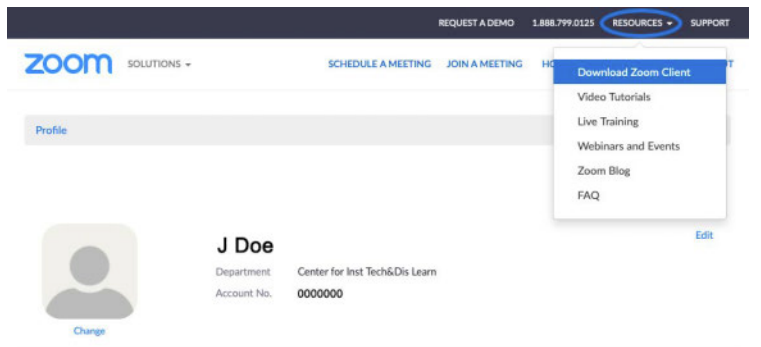 REQUEST A DEMO 1.888.799.0125 RESOURCES SUPPORT
zoom SOLUTIONS SCHEDULE A MEETING JOIN A MEETING
Download Zoom Client
Video Tutorials
Live Training
Webinars and Events
Zoom Blog
FAQ
Profile
Edit
J Doe
Department Center for Inst Tech&Dis Learn
Account No. 0000000
Change